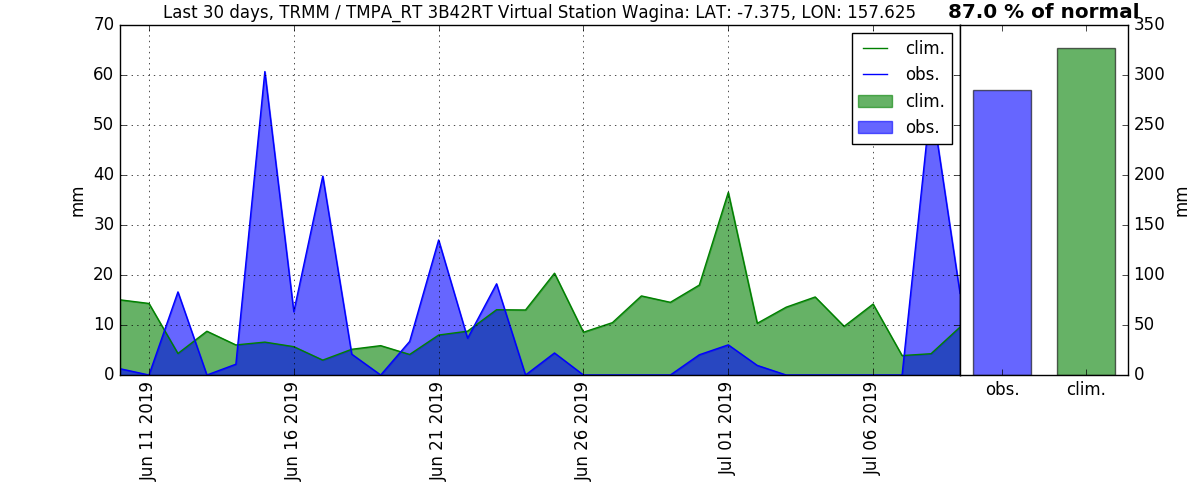 Last 30 days, TRMM / TMPA_RT 3B42RT Virtual Station Wagina: LAT: -7.375, LON: 157.625
87.0 % of normal
70
60
50
40
30
20
10
0
mm
clim.
obs.
clim.
obs.
350
300
250
200
150
100
50
0
mm
Jun 11 2019
Jun 16 2019
Jun 21 2019
Jun 26 2019
Jul 01 2019
Jul 06 2019
obs.
clim.